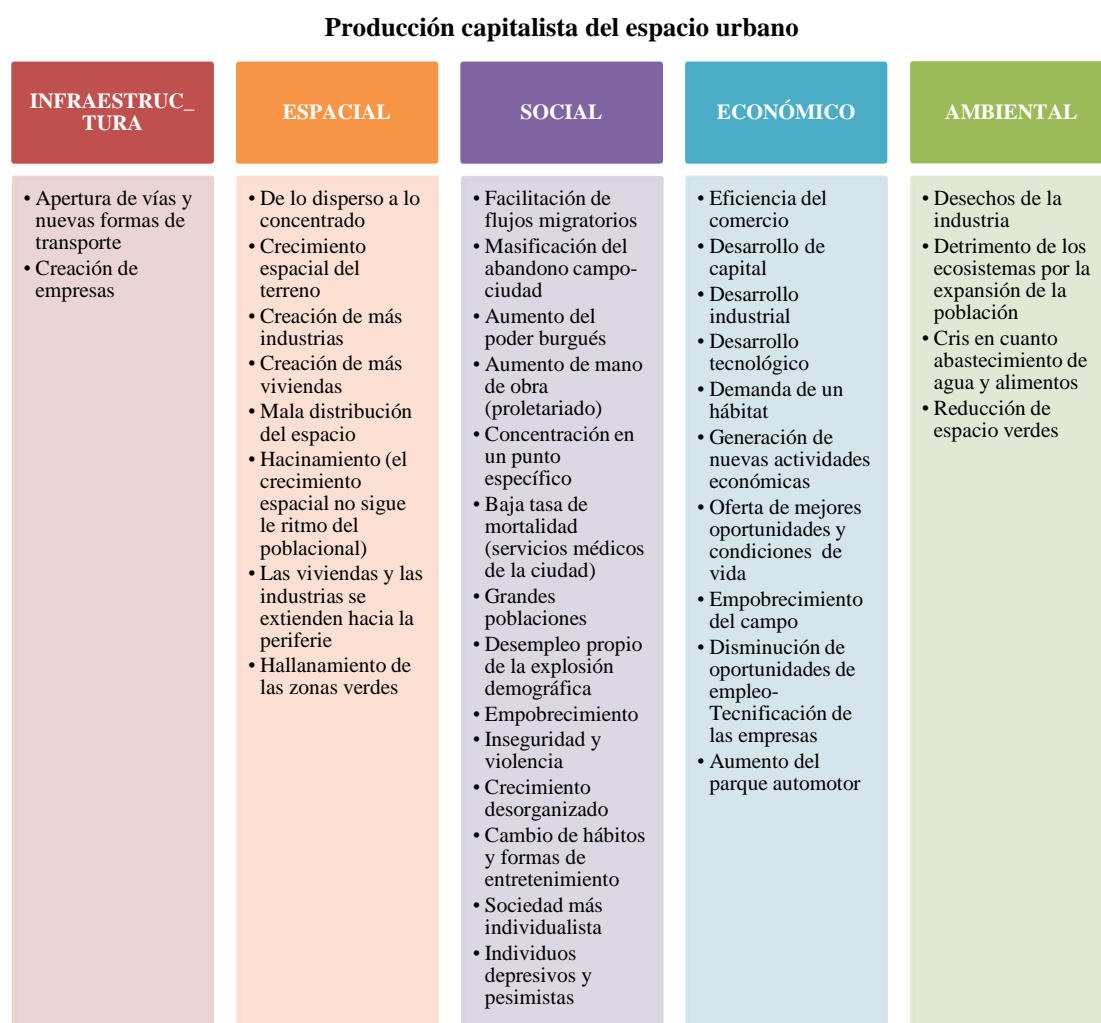 Producción capitalista del espacio urbano
INFRAESTRUC_
TURA
• Apertura de vías y
nuevas formas de
transporte
• Creación de
empresas
ESPACIAL
• De lo disperso a lo
concentrado
• Crecimiento
espacial del
terreno
• Creación de más
industrias
• Creación de más
viviendas
• Mala distribución
del espacio
• Hacinamiento (el
crecimiento
espacial no sigue
le ritmo del
poblacional)
• Las viviendas y las
industrias se
extienden hacia la
periferie
• Hallanamiento de
las zonas verdes
SOCIAL
• Facilitación de
flujos migratorios
• Masificación del
abandono campo-
ciudad
• Aumento del
poder burgués
• Aumento de mano
de obra
(proletariado)
• Concentración en
un punto
específico
• Baja tasa de
mortalidad
(servicios médicos
de la ciudad)
• Grandes
poblaciones
• Desempleo propio
de la explosión
demográfica
• Empobrecimiento
• Inseguridad y
violencia
• Crecimiento
desorganizado
• Cambio de hábitos
y formas de
entretenimiento
• Sociedad más
individualista
• Individuos
depresivos y
pesimistas
ECONÓMICO
• Eficiencia del
comercio
• Desarrollo de
capital
• Desarrollo
industrial
• Desarrollo
tecnológico
• Demanda de un
hábitat
• Generación de
nuevas actividades
económicas
• Oferta de mejores
oportunidades y
condiciones de
vida
• Empobrecimiento
del campo
• Disminución de
oportunidades de
empleo-
Tecnificación de
las empresas
• Aumento del
parque automotor
AMBIENTAL
• Desechos de la
industria
• Detrimento de los
ecosistemas por la
expansión de la
población
• Cris en cuanto
abastecimiento de
agua y alimentos
• Reducción de
espacio verdes